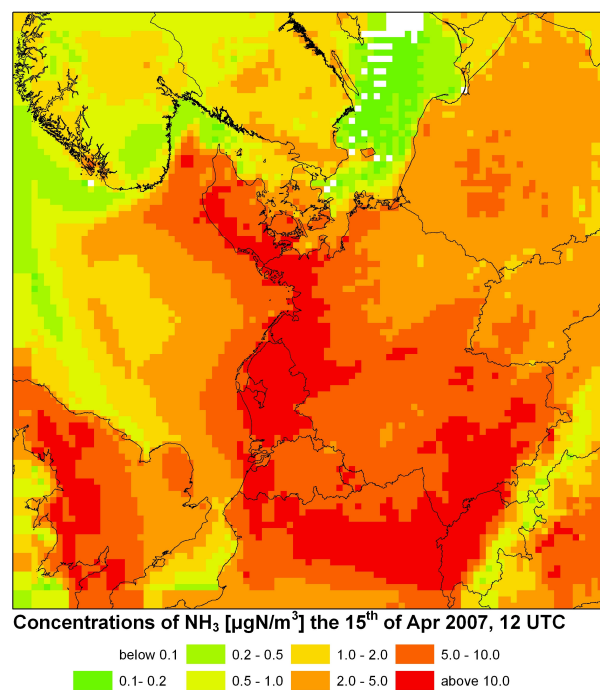 Concentrations of NH₃ [µgN/m³] the 15ᵗʰ of Apr 2007, 12 UTC
below 0.1 0.2 - 0.5 1.0 - 2.0 5.0 - 10.0
0.1- 0.2 0.5 - 1.0 2.0 - 5.0 above 10.0